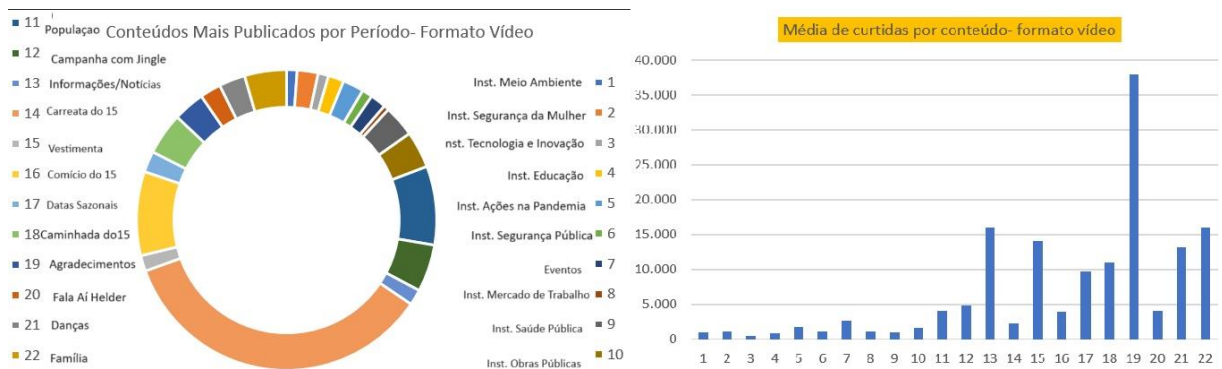 Conteúdos Mais Publicados por Período- Formato Vídeo
11 Populaçao
12 Campanha com Jingle
13 Informações/Notícias
14 Carreata do 15
15 Vestimenta
16 Comício do 15
17 Datas Sazonais
18 Caminhada do15
19 Agradecimentos
20 Fala Aí Helder
21 Danças
22 Família
Inst. Meio Ambiente 1
Inst. Segurança da Mulher 2
nst. Tecnologia e Inovação 3
Inst. Educação 4
Inst. Ações na Pandemia 5
Inst. Segurança Pública 6
Eventos 7
Inst. Mercado de Trabalho 8
Inst. Saúde Pública 9
Inst. Obras Públicas 10
Média de curtidas por conteúdo- formato vídeo
40.000
35.000
30.000
25.000
20.000
15.000
10.000
5.000
0
1 2 3 4 5 6 7 8 9 10 11 12 13 14 15 16 17 18 19 20 21 22